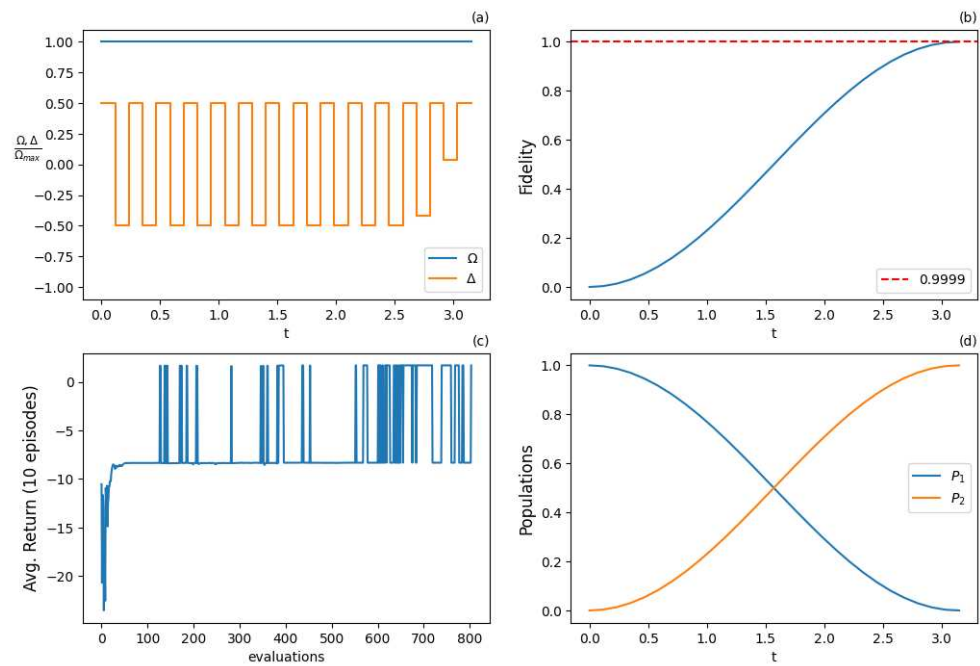 (a)
1.00
0.75
0.50
0.25
0.00
−0.25
−0.50
−0.75
−1.00
Ω, Δ
Ωmax
Ω
Δ
0.0 0.5 1.0 1.5 2.0 2.5 3.0
t
(b)
1.0
0.8
0.6
0.4
0.2
0.0
Fidelity
0.9999
0.0 0.5 1.0 1.5 2.0 2.5 3.0
t
(c)
0
−5
−10
−15
−20
Avg. Return (10 episodes)
0 100 200 300 400 500 600 700 800
evaluations
(d)
1.0
0.8
0.6
0.4
0.2
0.0
Populations
P1
P2
0.0 0.5 1.0 1.5 2.0 2.5 3.0
t